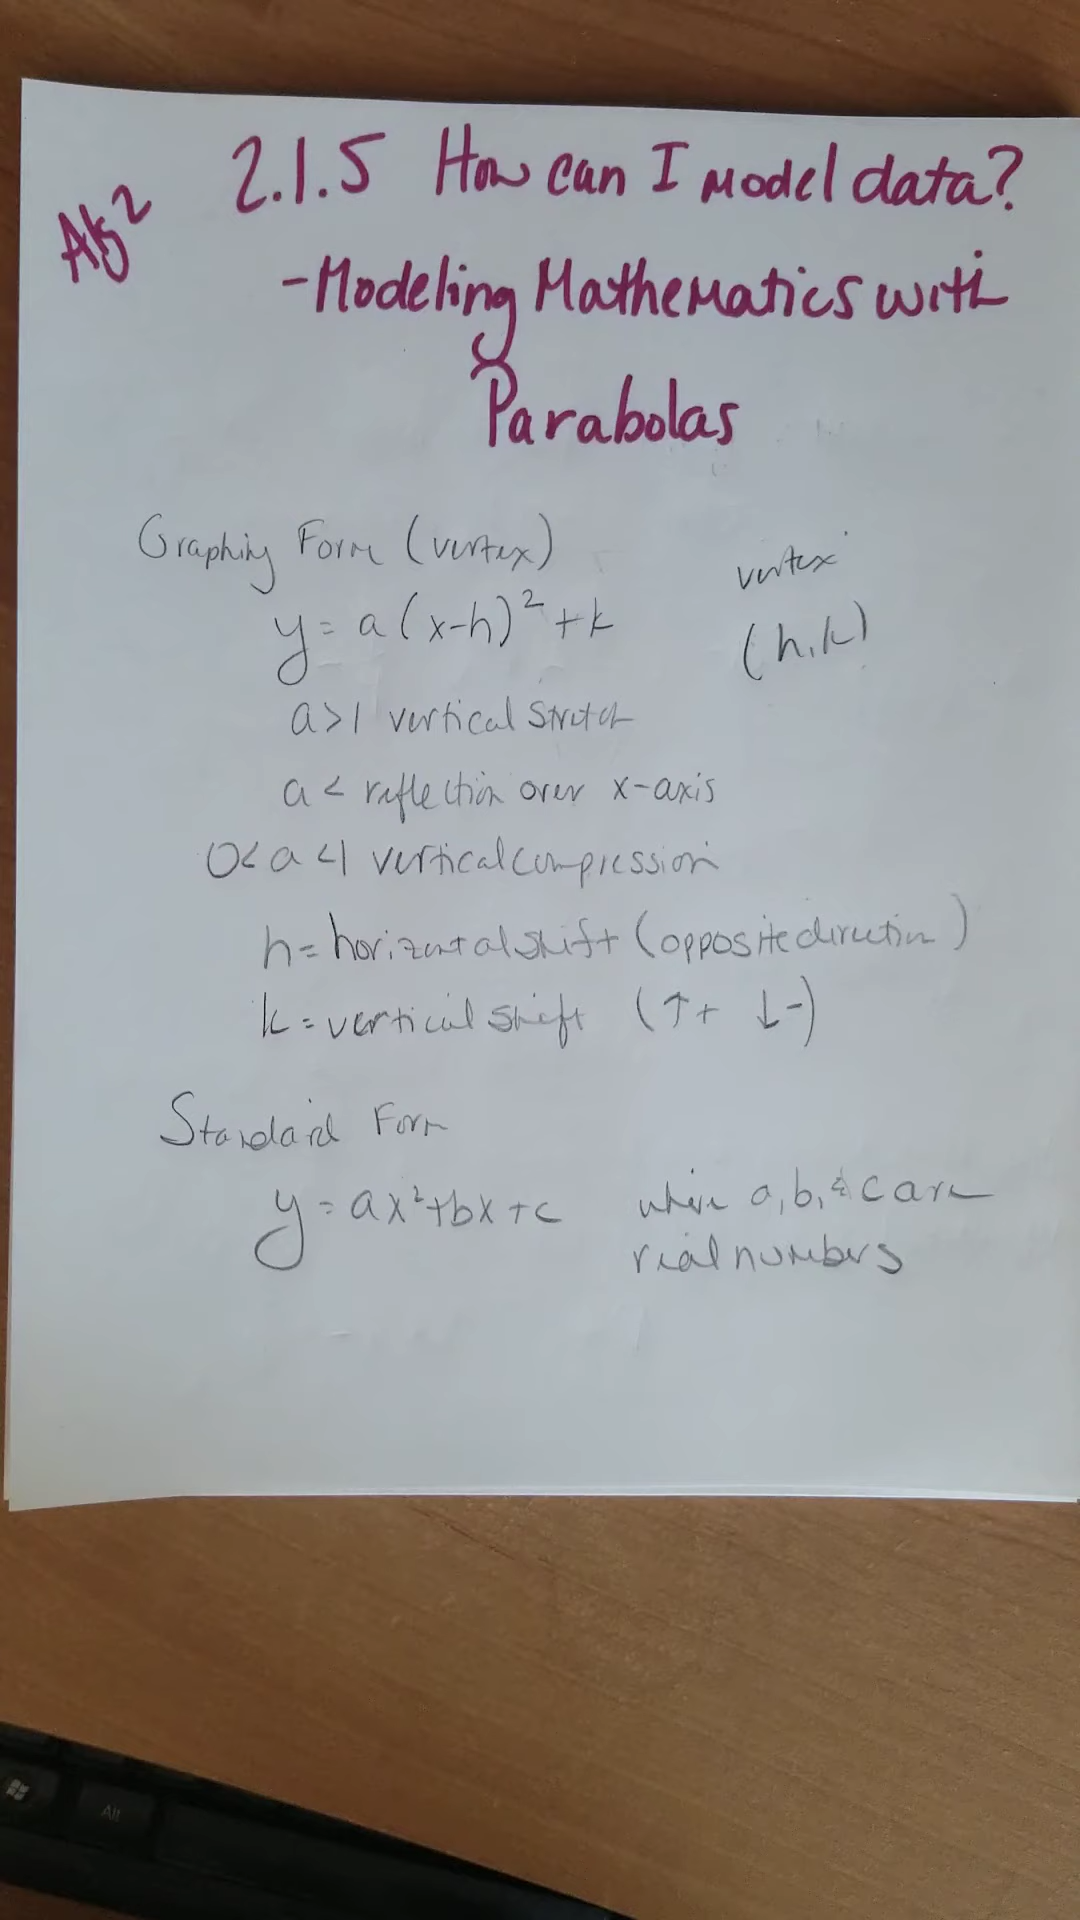 Alg 2
2.1.5 How can I model data?
- Modeling Mathematics with
Parabolas
Graphing Form (vertex)
vertex
y = a(x-h)² + k
(h,k)
a>1 vertical stretch
a < reflection over x-axis
0<a<1 vertical compression
h = horizontal shift (opposite direction)
k = vertical shift (↑+ ↓-)
Standard Form
y = ax²+bx+c where a, b, & c are
real numbers
Alt